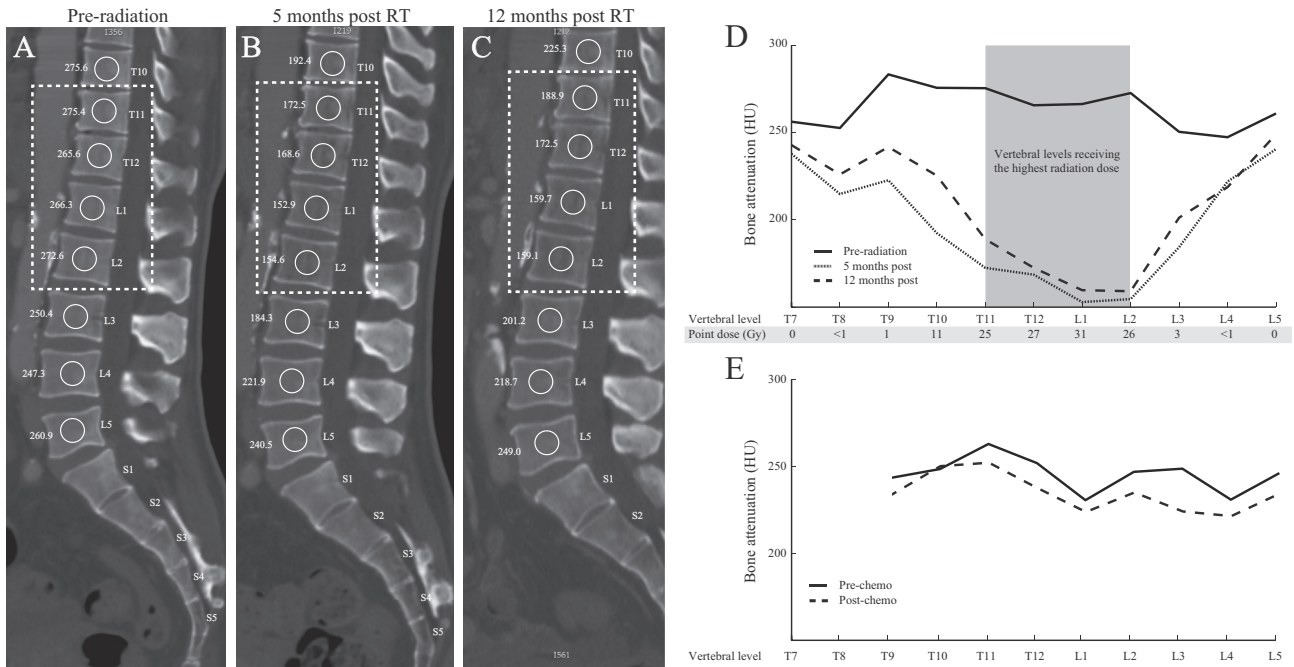 Pre-radiation
5 months post RT
12 months post RT
A
I356
275.6 T10
275.4 T11
265.6 T12
266.3 L1
272.6 L2
250.4 L3
247.3 L4
260.9 L5
S1
S2
S3
S4
S5
B
I219
192.4 T10
172.5 T11
168.6 T12
152.9 L1
154.6 L2
184.3 L3
221.9 L4
240.5 L5
S1
S2
S3
S4
S5
C
225.3 T10
188.9 T11
172.5 T12
159.7 L1
159.1 L2
201.2 L3
218.7 L4
249.0 L5
S1
S2
I561
D
Bone attenuation (HU)
300
250
200
Vertebral levels receiving
the highest radiation dose
Pre-radiation
5 months post
12 months post
Vertebral level T7 T8 T9 T10 T11 T12 L1 L2 L3 L4 L5
Point dose (Gy) 0 <1 1 11 25 27 31 26 3 <1 0
E
Bone attenuation (HU)
300
250
200
Pre-chemo
Post-chemo
Vertebral level T7 T8 T9 T10 T11 T12 L1 L2 L3 L4 L5